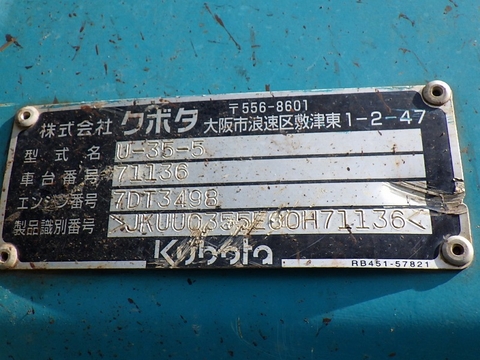 〒556-8601
株式会社 クボタ 大阪市浪速区敷津東1-2-47
型式名 U-35-5
車台番号 71136
エンジン番号 7DT3498
製品識別番号 <JKUU0355E80H71136<
Kubota
RB451-57821